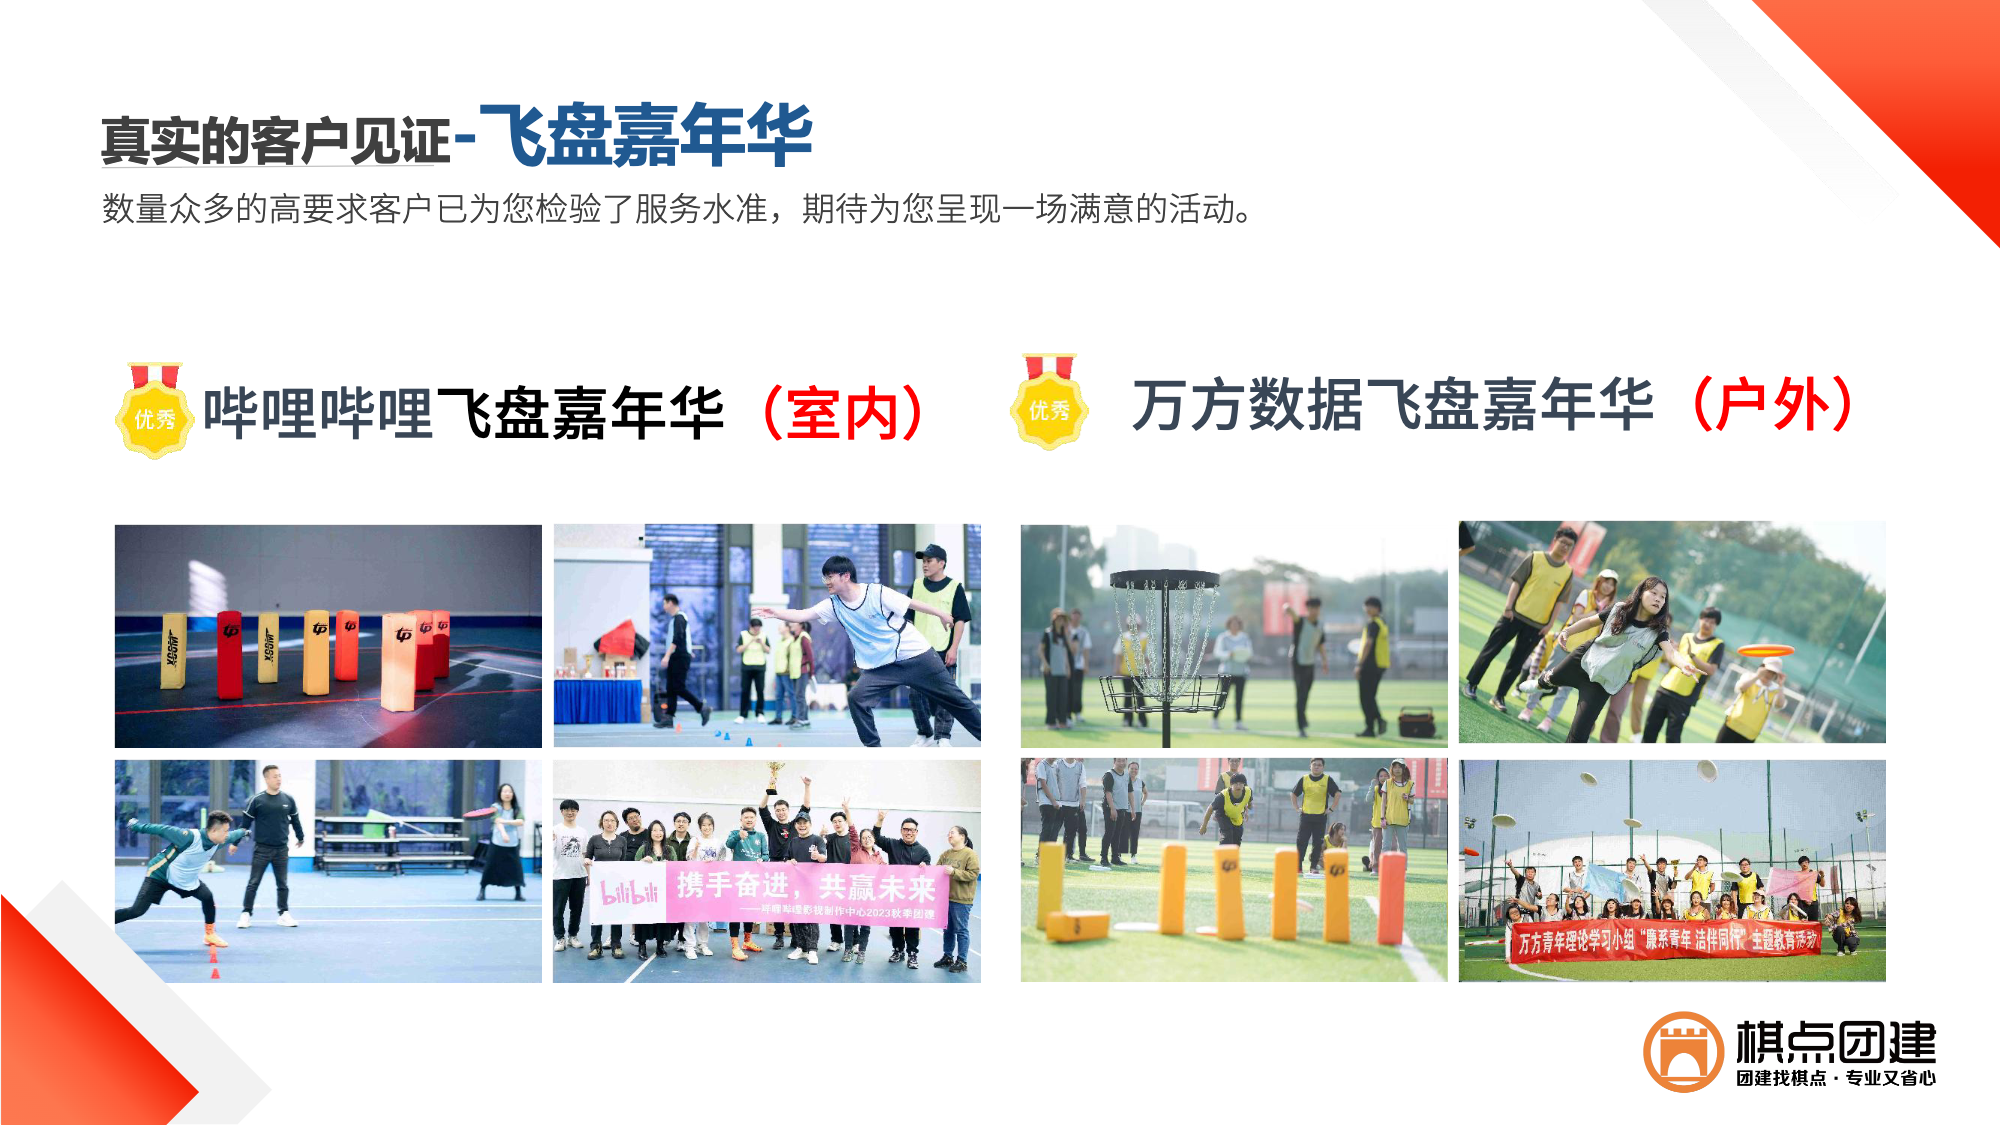 真实的客户见证-飞盘嘉年华
数量众多的高要求客户已为您检验了服务水准，期待为您呈现一场满意的活动。
优秀
哔哩哔哩飞盘嘉年华（室内）
优秀
万方数据飞盘嘉年华（户外）
bilibili
携手奋进，共赢未来
——哔哩哔哩影视制作中心2023秋季团建
万方青年理论学习小组“廉系青年 洁伴同行”主题教育活动
棋点团建
团建找棋点·专业又省心